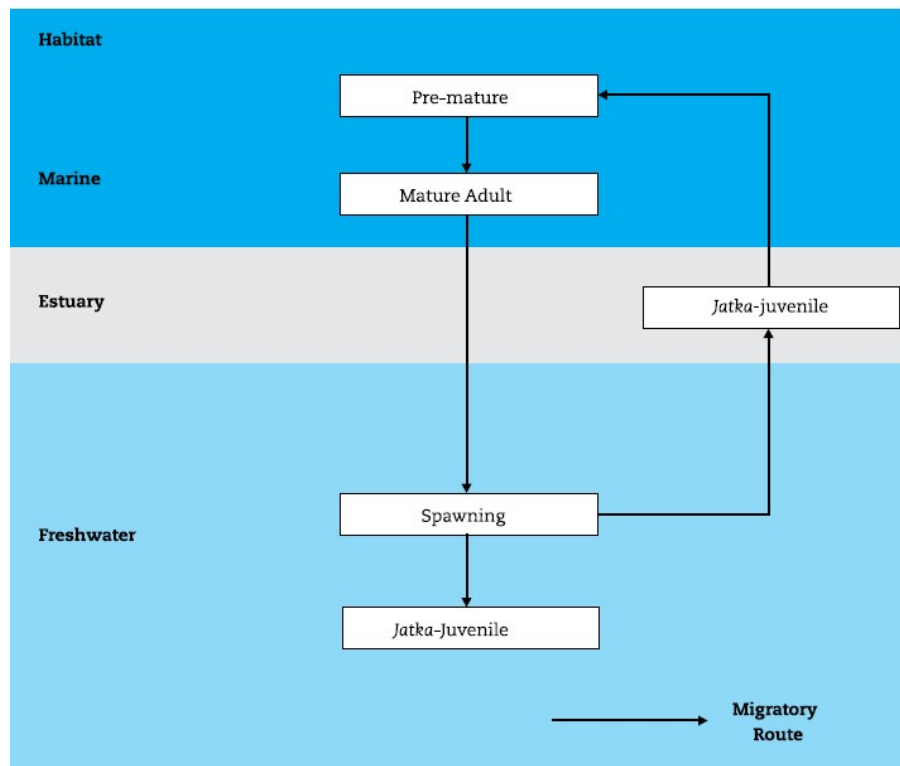 Habitat
Pre-mature
Marine
Mature Adult
Estuary
Jatka-juvenile
Spawning
Freshwater
Jatka-Juvenile
Migratory
Route